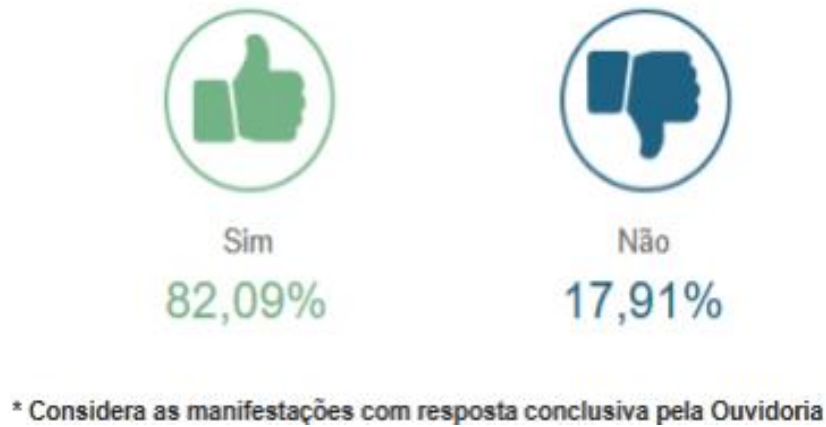 Sim Não
82,09% 17,91%
* Considera as manifestações com resposta conclusiva pela Ouvidoria